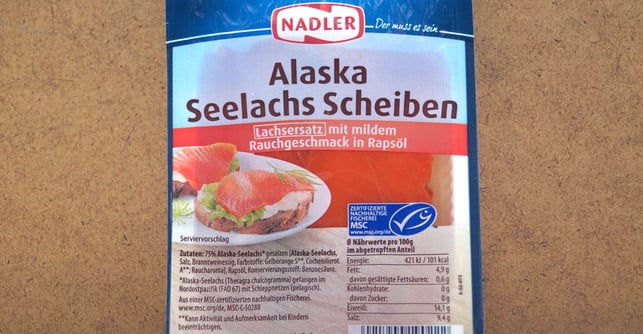 NADLER
Der muss es sein.
Alaska
Seelachs Scheiben
Lachsersatz mit mildem
Rauchgeschmack in Rapsöl
ZERTIFIZIERTE
NACHHALTIGE
FISCHEREI
MSC
www.msc.org/de
Serviervorschlag
Zutaten: 75% Alaska-Seelachs* gesalzen (Alaska-Seelachs,
Salz, Branntweinessig, Farbstoffe: Gelborange S**, Cochenillerot
A**; Raucharoma), Rapsöl, Konservierungsstoff: Benzoesäure.
*Alaska-Seelachs (Theragra chalcogramma) gefangen im
Nordostpazifik (FAO 67) mit Schleppnetzen (pelagisch).
Aus einer MSC-zertifizierten nachhaltigen Fischerei.
www.msc.org/de, MSC-C-50288
**Kann Aktivität und Aufmerksamkeit bei Kindern
beeinträchtigen.
Ø Nährwerte pro 100g
im abgetropften Anteil
Energie: 421 kJ / 101 kcal
Fett: 4,9 g
davon gesättigte Fettsäuren: 0,6 g
Kohlenhydrate: 0 g
davon Zucker: 0 g
Eiweiß: 14,1 g
Salz: 9,4 g